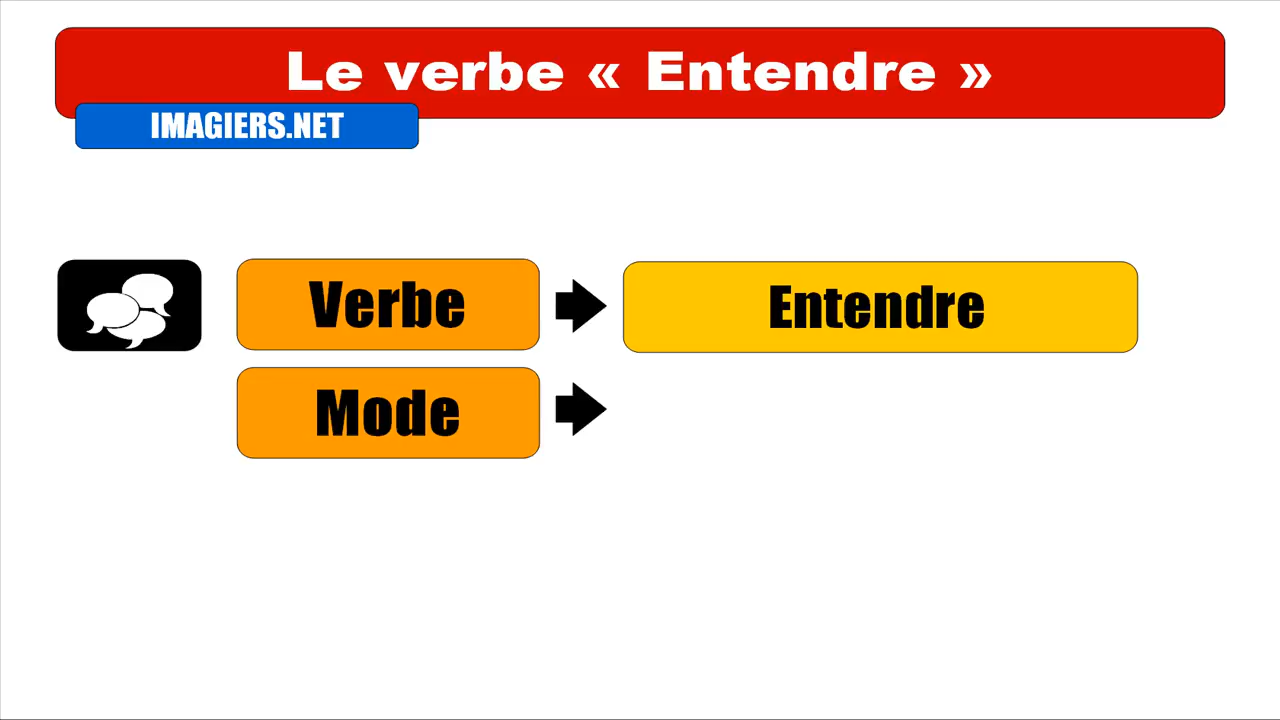 Le verbe « Entendre »
IMAGIERS.NET
Verbe
Entendre
Mode